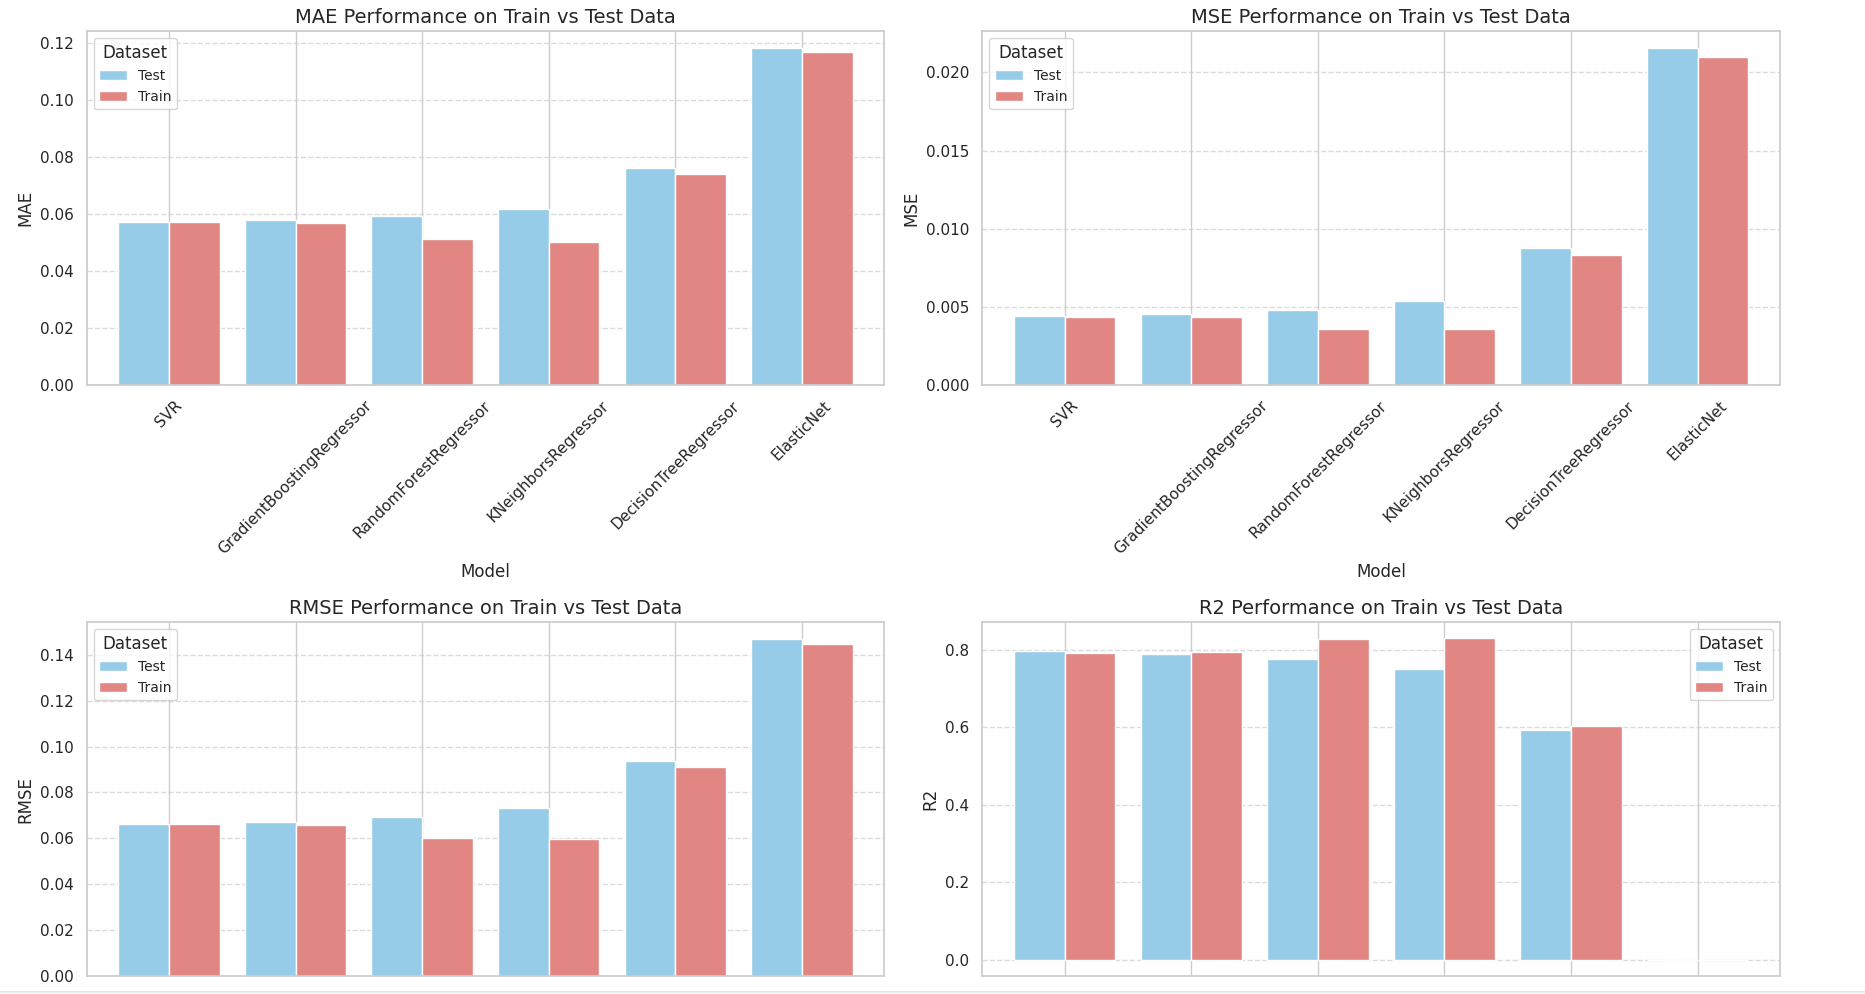 MAE Performance on Train vs Test Data
Dataset
Test
Train
0.12
0.10
0.08
0.06
0.04
0.02
0.00
MAE
SVR
GradientBoostingRegressor
RandomForestRegressor
KNeighborsRegressor
DecisionTreeRegressor
ElasticNet
Model
MSE Performance on Train vs Test Data
Dataset
Test
Train
0.020
0.015
0.010
0.005
0.000
MSE
SVR
GradientBoostingRegressor
RandomForestRegressor
KNeighborsRegressor
DecisionTreeRegressor
ElasticNet
Model
RMSE Performance on Train vs Test Data
Dataset
Test
Train
0.14
0.12
0.10
0.08
0.06
0.04
0.02
0.00
RMSE
R2 Performance on Train vs Test Data
Dataset
Test
Train
0.8
0.6
0.4
0.2
0.0
R2